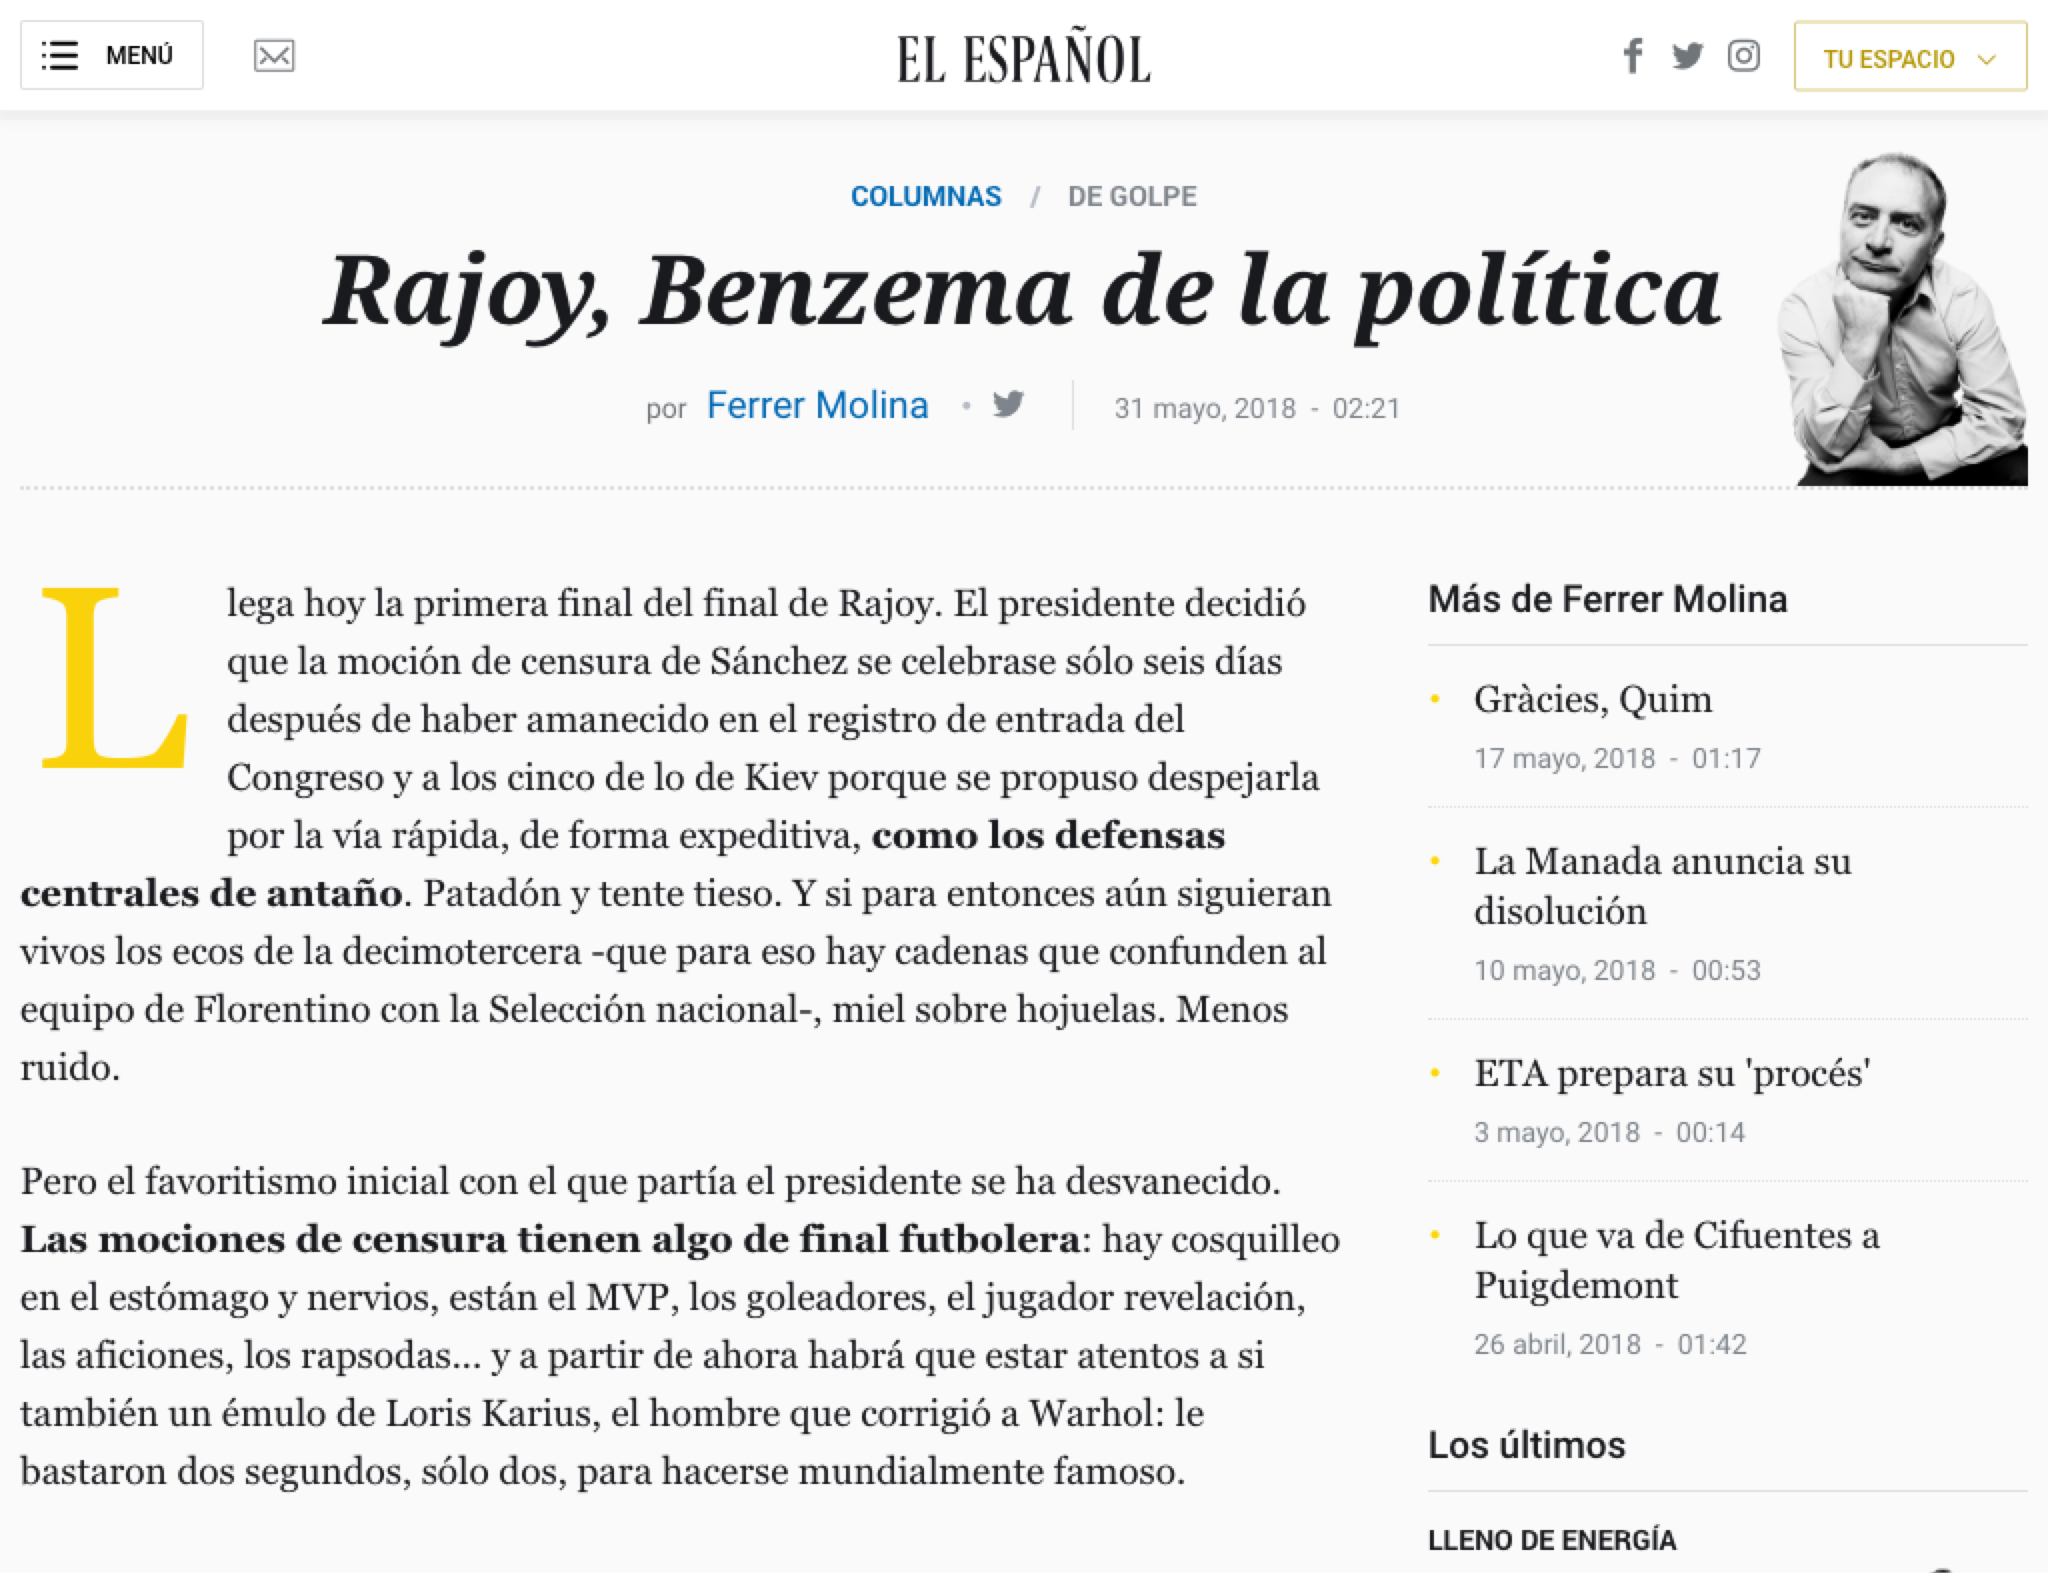 MENÚ
EL ESPAÑOL
TU ESPACIO
COLUMNAS / DE GOLPE
Rajoy, Benzema de la política
por Ferrer Molina • 31 mayo, 2018 - 02:21
Llega hoy la primera final del final de Rajoy. El presidente decidió
que la moción de censura de Sánchez se celebrase sólo seis días
después de haber amanecido en el registro de entrada del
Congreso y a los cinco de lo de Kiev porque se propuso despejarla
por la vía rápida, de forma expeditiva, como los defensas
centrales de antaño. Patadón y tente tieso. Y si para entonces aún siguieran
vivos los ecos de la decimotercera -que para eso hay cadenas que confunden al
equipo de Florentino con la Selección nacional-, miel sobre hojuelas. Menos
ruido.
Pero el favoritismo inicial con el que partía el presidente se ha desvanecido.
Las mociones de censura tienen algo de final futbolera: hay cosquilleo
en el estómago y nervios, están el MVP, los goleadores, el jugador revelación,
las aficiones, los rapsodas... y a partir de ahora habrá que estar atentos a si
también un émulo de Loris Karius, el hombre que corrigió a Warhol: le
bastaron dos segundos, sólo dos, para hacerse mundialmente famoso.
Más de Ferrer Molina
• Gràcies, Quim
17 mayo, 2018 - 01:17
• La Manada anuncia su
disolución
10 mayo, 2018 - 00:53
• ETA prepara su 'procés'
3 mayo, 2018 - 00:14
• Lo que va de Cifuentes a
Puigdemont
26 abril, 2018 - 01:42
Los últimos
LLENO DE ENERGÍA